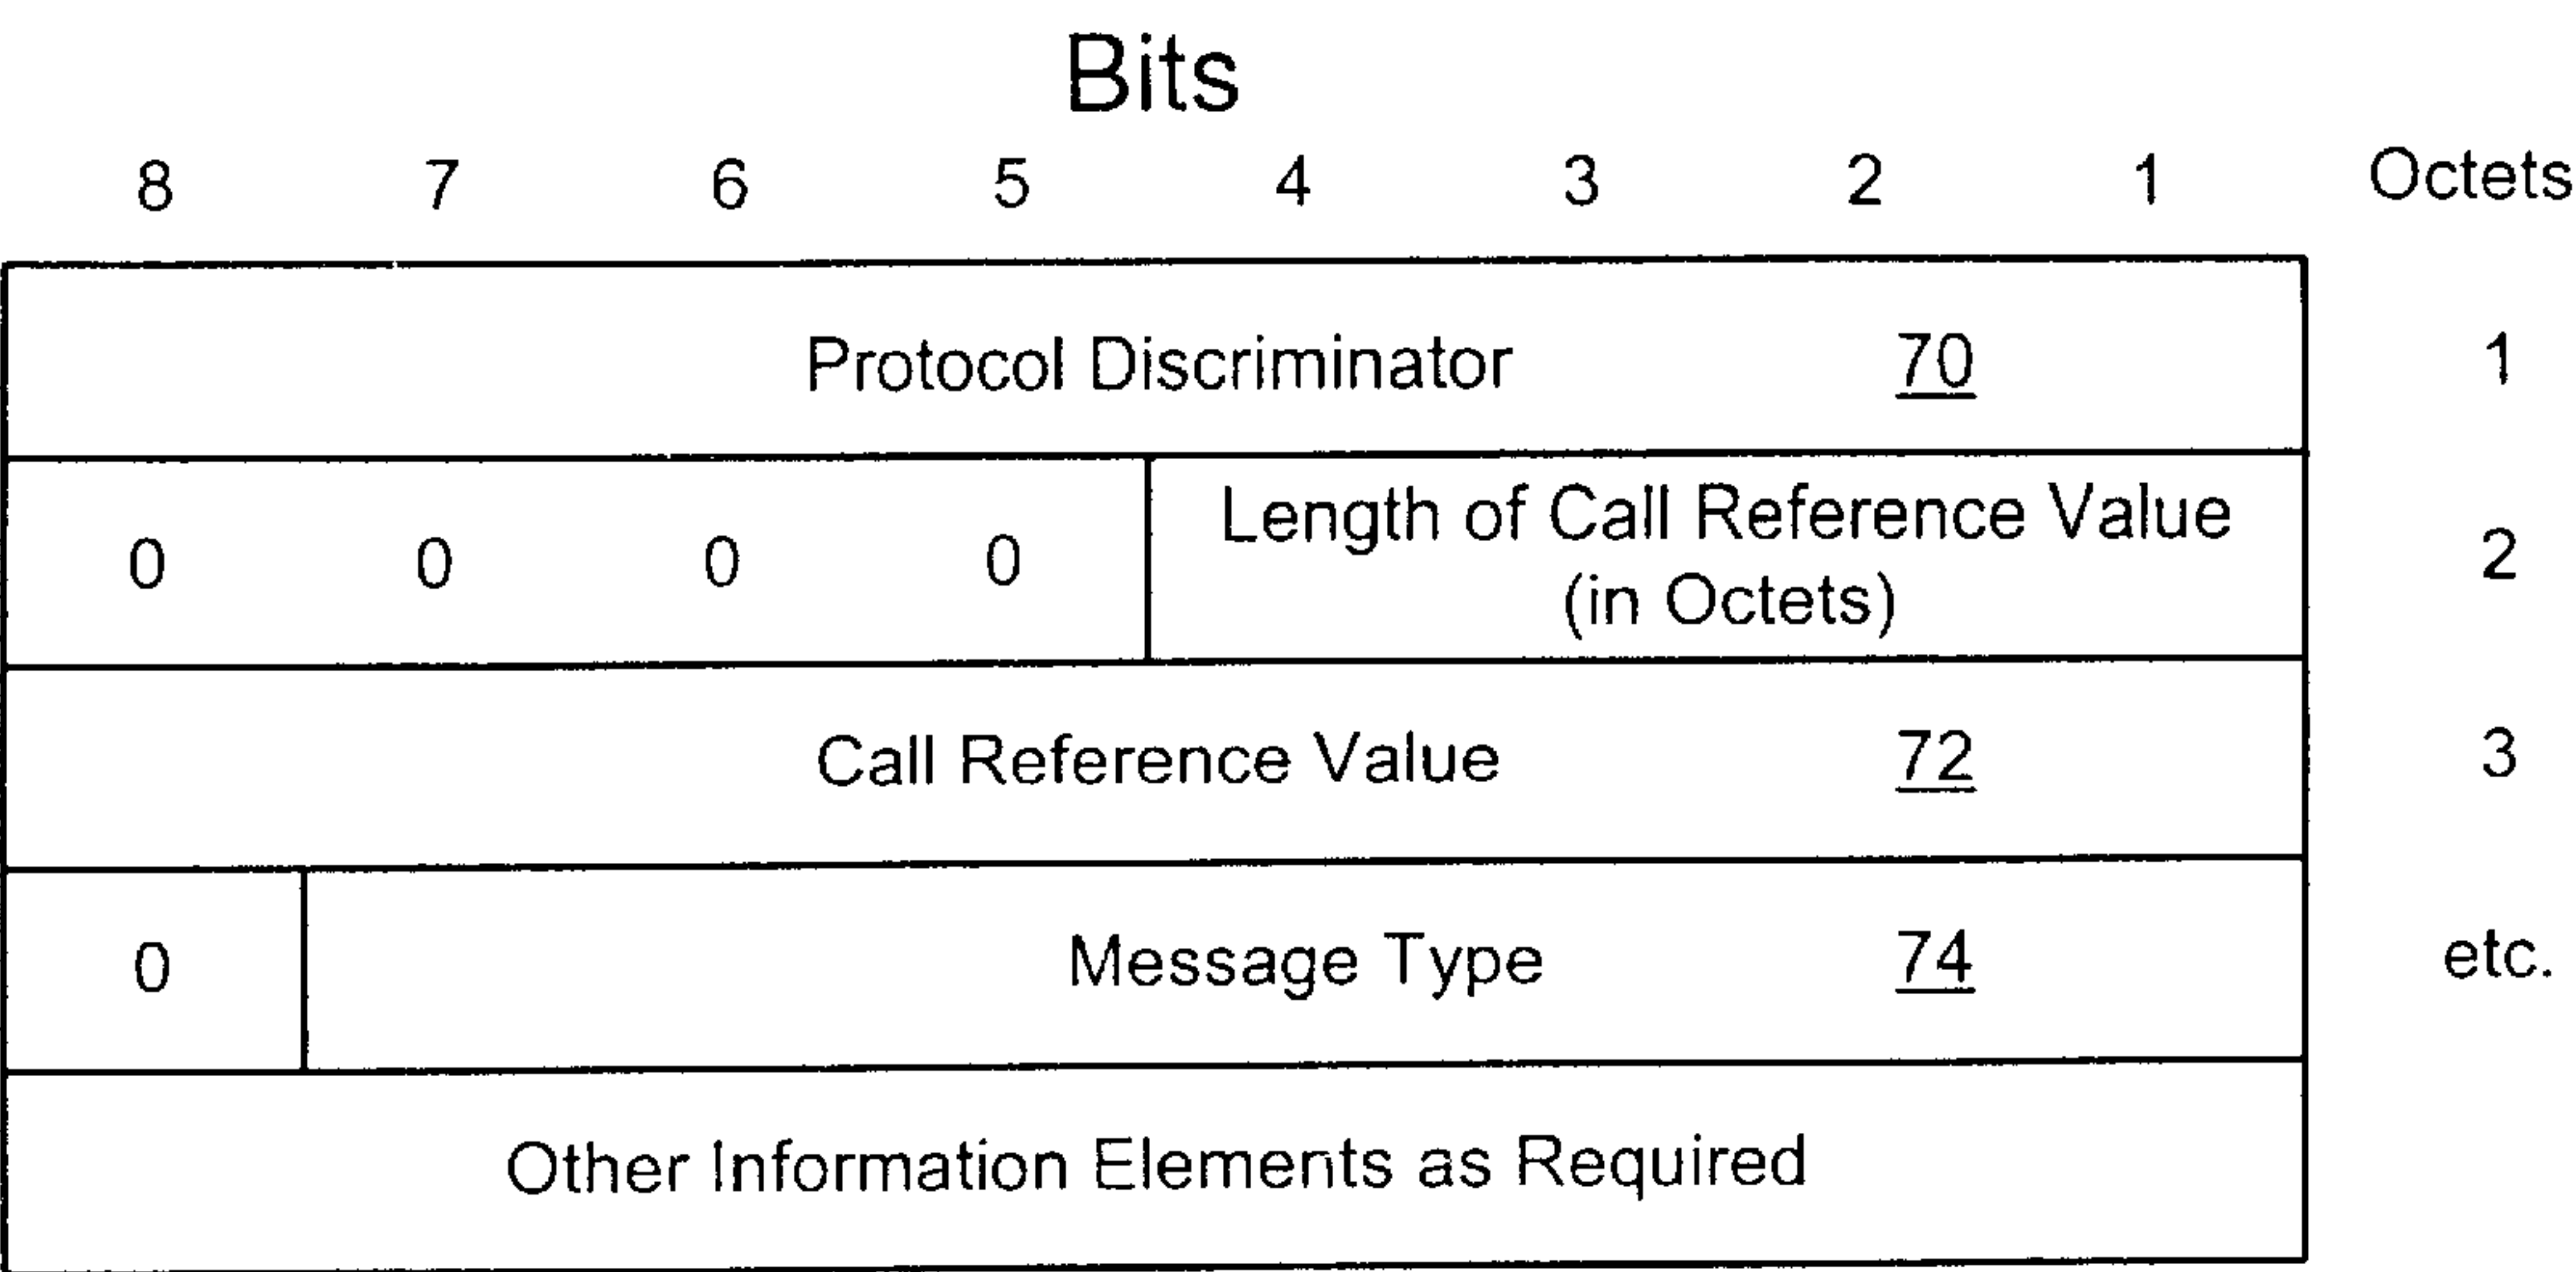 Bits
8 7 6 5 4 3 2 1 Octets
Protocol Discriminator 70 1
0 0 0 0 Length of Call Reference Value
(in Octets) 2
Call Reference Value 72 3
0 Message Type 74 etc.
Other Information Elements as Required